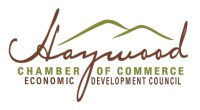 Haywood
CHAMBER OF COMMERCE
ECONOMIC DEVELOPMENT COUNCIL